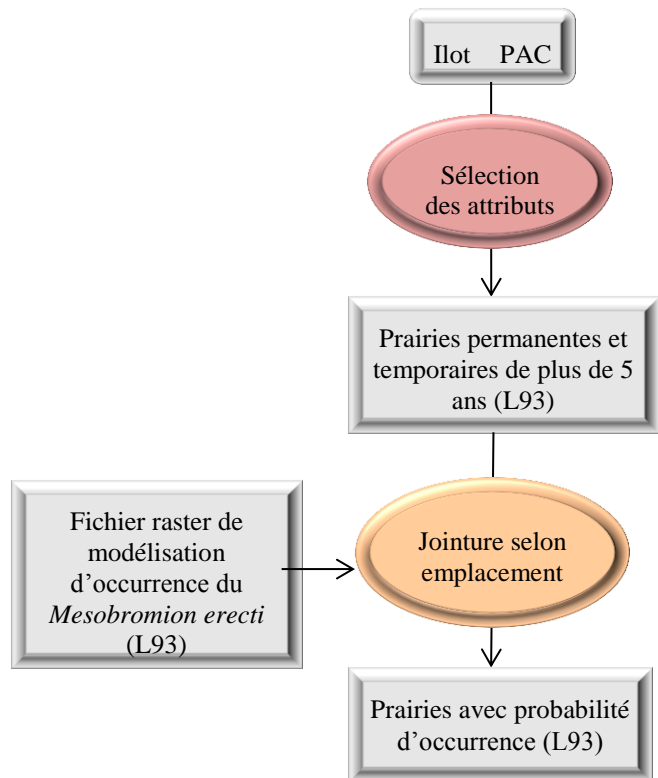 Ilot PAC
Sélection
des attributs
Prairies permanentes et
temporaires de plus de 5
ans (L93)
Fichier raster de
modélisation
d’occurrence du
Mesobromion erecti
(L93)
Jointure selon
emplacement
Prairies avec probabilité
d’occurrence (L93)